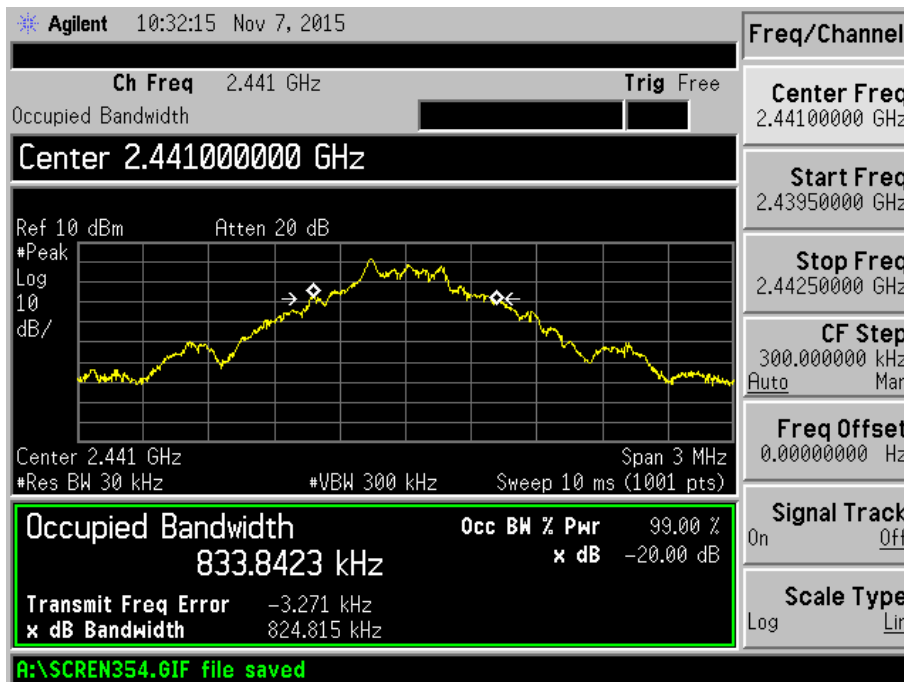 Agilent 10:32:15 Nov 7, 2015
Freq/Channel
Ch Freq 2.441 GHz Trig Free
Occupied Bandwidth
Center 2.441000000 GHz
Ref 10 dBm Atten 20 dB
#Peak
Log
10
dB/
Center 2.441 GHz Span 3 MHz
#Res BW 30 kHz #VBW 300 kHz Sweep 10 ms (1001 pts)
Occupied Bandwidth Occ BW % Pwr 99.00 %
833.8423 kHz x dB -20.00 dB
Transmit Freq Error -3.271 kHz
x dB Bandwidth 824.815 kHz
A:\SCREN354.GIF file saved
Center Freq
2.44100000 GHz
Start Freq
2.43950000 GHz
Stop Freq
2.44250000 GHz
CF Step
300.000000 kHz
Auto Man
Freq Offset
0.00000000 Hz
Signal Track
On Off
Scale Type
Log Lin